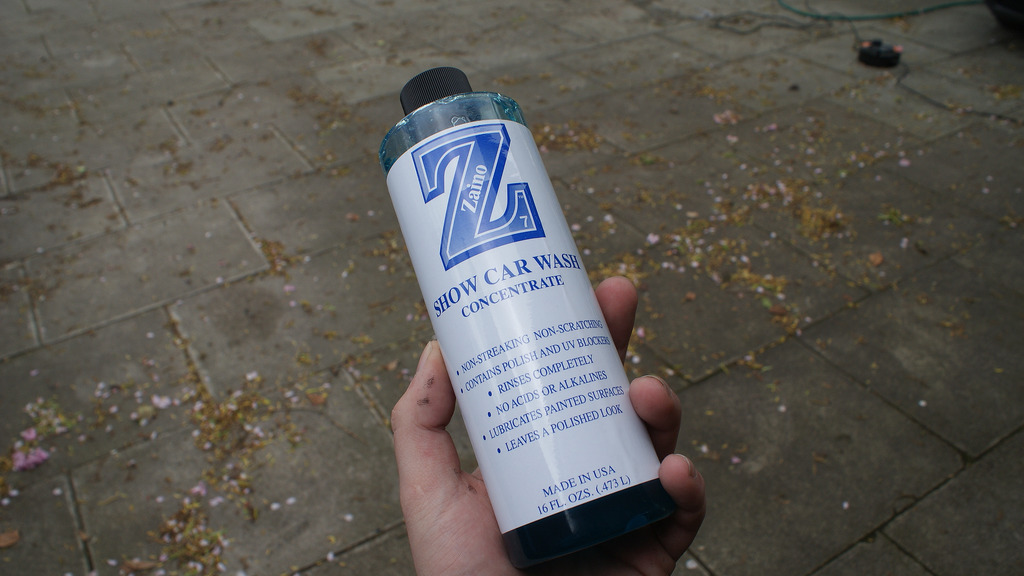 Zaino
7
SHOW CAR WASH
CONCENTRATE
• NON-STREAKING NON-SCRATCHING
• CONTAINS POLISH AND UV BLOCKERS
• RINSES COMPLETELY
• NO ACIDS OR ALKALINES
• LUBRICATES PAINTED SURFACES
• LEAVES A POLISHED LOOK
MADE IN USA
16 FL. OZS. (.473 L)